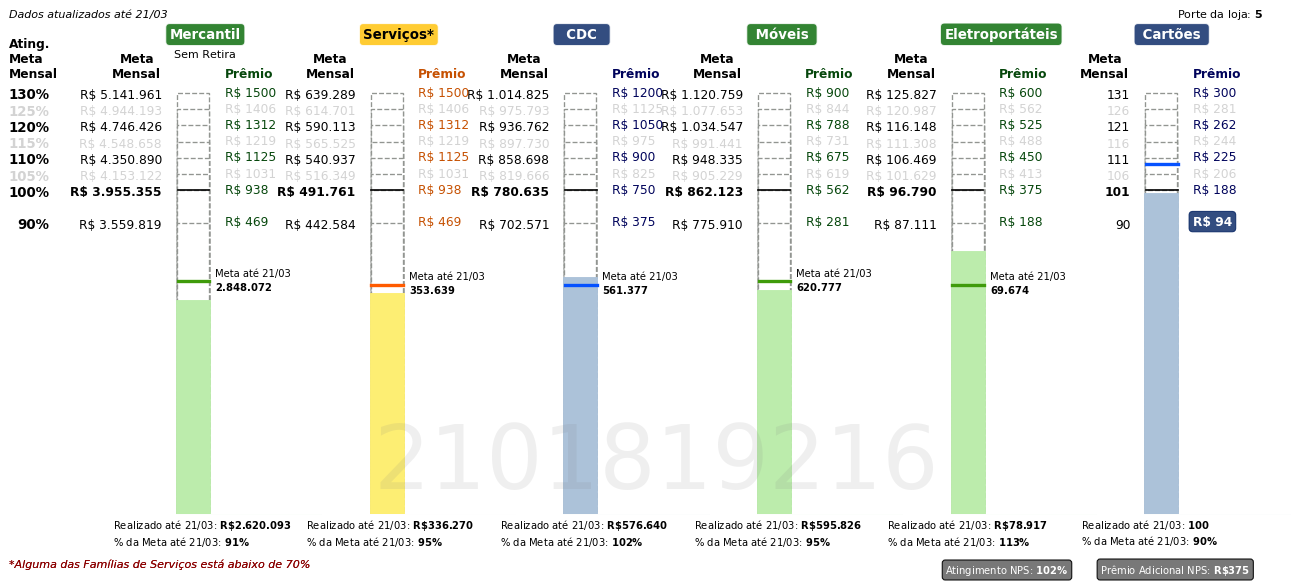 Dados atualizados até 21/03
Porte da loja: 5
Mercantil Serviços* CDC Móveis Eletroportáteis Cartões
Sem Retira
Ating. Meta Mensal
Meta Mensal Prêmio Meta Mensal Prêmio Meta Mensal Prêmio Meta Mensal Prêmio Meta Mensal Prêmio Meta Mensal Prêmio
130% R$ 5.141.961 R$ 1500 R$ 639.289 R$ 1500 R$ 1.014.825 R$ 1200 R$ 1.120.759 R$ 900 R$ 125.827 R$ 600 131 R$ 300
125% R$ 4.944.193 R$ 1406 R$ 614.701 R$ 1406 R$ 975.793 R$ 1125 R$ 1.077.653 R$ 844 R$ 120.987 R$ 562 126 R$ 281
120% R$ 4.746.426 R$ 1312 R$ 590.113 R$ 1312 R$ 936.762 R$ 1050 R$ 1.034.547 R$ 788 R$ 116.148 R$ 525 121 R$ 262
115% R$ 4.548.658 R$ 1219 R$ 565.525 R$ 1219 R$ 897.730 R$ 975 R$ 991.441 R$ 731 R$ 111.308 R$ 488 116 R$ 244
110% R$ 4.350.890 R$ 1125 R$ 540.937 R$ 1125 R$ 858.698 R$ 900 R$ 948.335 R$ 675 R$ 106.469 R$ 450 111 R$ 225
105% R$ 4.153.122 R$ 1031 R$ 516.349 R$ 1031 R$ 819.666 R$ 825 R$ 905.229 R$ 619 R$ 101.629 R$ 413 106 R$ 206
100% R$ 3.955.355 R$ 938 R$ 491.761 R$ 938 R$ 780.635 R$ 750 R$ 862.123 R$ 562 R$ 96.790 R$ 375 101 R$ 188
90% R$ 3.559.819 R$ 469 R$ 442.584 R$ 469 R$ 702.571 R$ 375 R$ 775.910 R$ 281 R$ 87.111 R$ 188 90 R$ 94
Meta até 21/03 Meta até 21/03 Meta até 21/03 Meta até 21/03 Meta até 21/03
2.848.072 353.639 561.377 620.777 69.674
2101819216
Realizado até 21/03: R$2.620.093 Realizado até 21/03: R$336.270 Realizado até 21/03: R$576.640 Realizado até 21/03: R$595.826 Realizado até 21/03: R$78.917 Realizado até 21/03: 100
% da Meta até 21/03: 91% % da Meta até 21/03: 95% % da Meta até 21/03: 102% % da Meta até 21/03: 95% % da Meta até 21/03: 113% % da Meta até 21/03: 90%
*Alguma das Famílias de Serviços está abaixo de 70%
Atingimento NPS: 102% Prêmio Adicional NPS: R$375